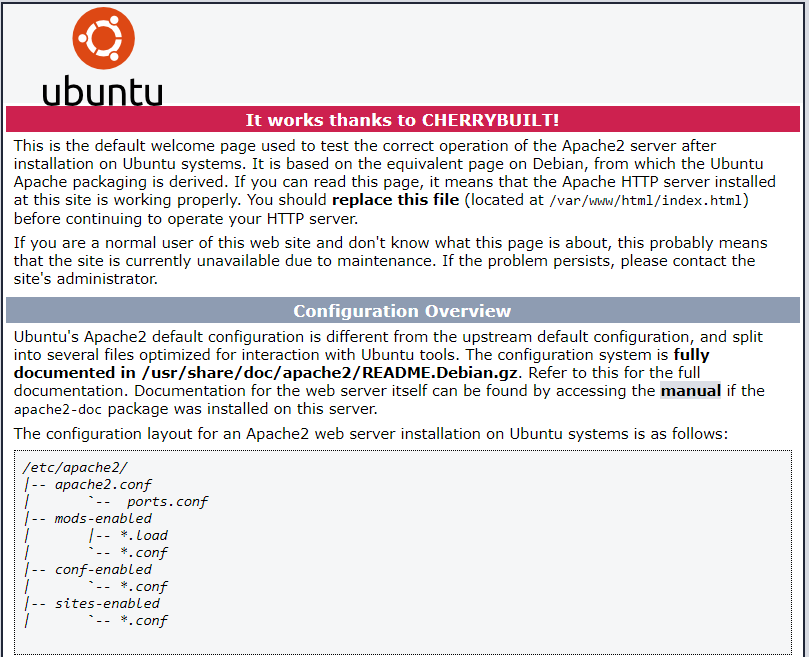 ubuntu
It works thanks to CHERRYBUILT!
This is the default welcome page used to test the correct operation of the Apache2 server after
installation on Ubuntu systems. It is based on the equivalent page on Debian, from which the Ubuntu
Apache packaging is derived. If you can read this page, it means that the Apache HTTP server installed
at this site is working properly. You should replace this file (located at /var/www/html/index.html)
before continuing to operate your HTTP server.
If you are a normal user of this web site and don't know what this page is about, this probably means
that the site is currently unavailable due to maintenance. If the problem persists, please contact the
site's administrator.
Configuration Overview
Ubuntu's Apache2 default configuration is different from the upstream default configuration, and split
into several files optimized for interaction with Ubuntu tools. The configuration system is fully
documented in /usr/share/doc/apache2/README.Debian.gz. Refer to this for the full
documentation. Documentation for the web server itself can be found by accessing the manual if the
apache2-doc package was installed on this server.
The configuration layout for an Apache2 web server installation on Ubuntu systems is as follows:
/etc/apache2/
|-- apache2.conf
|       `--  ports.conf
|-- mods-enabled
|       |-- *.load
|       `-- *.conf
|-- conf-enabled
|       `-- *.conf
|-- sites-enabled
|       `-- *.conf